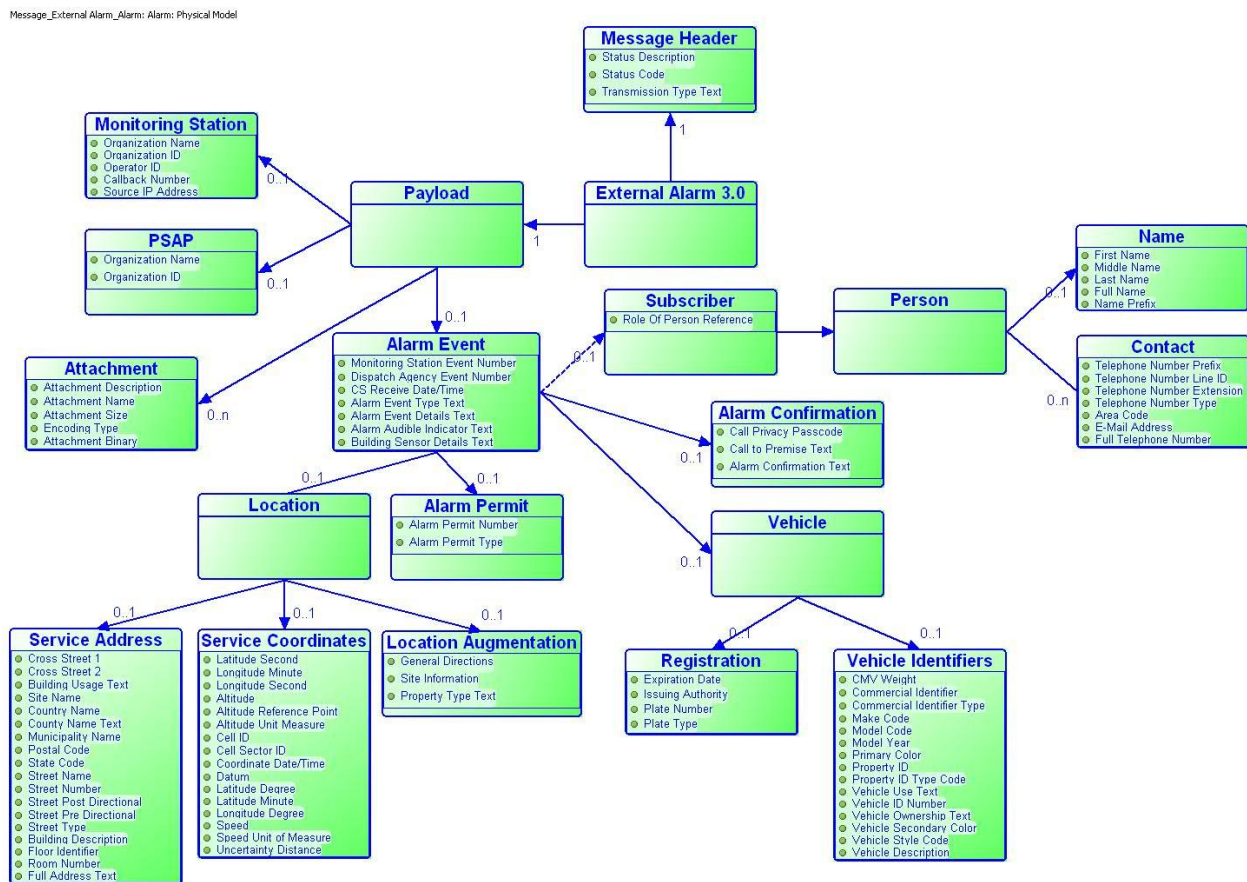 Message_External Alarm_Alarm: Alarm: Physical Model
Message Header
Status Description
Status Code
Transmission Type Text
1
Monitoring Station
Organization Name
Organization ID
Operator ID
Callback Number
Source IP Address
0..1
Payload
1
External Alarm 3.0
PSAP
Organization Name
Organization ID
0..1
Name
First Name
Middle Name
Last Name
Full Name
Name Prefix
0..1
Subscriber
Role Of Person Reference
0..1
Person
Contact
Telephone Number Prefix
Telephone Number Line ID
Telephone Number Extension
Telephone Number Type
Area Code
E-Mail Address
Full Telephone Number
0..n
Attachment
Attachment Description
Attachment Name
Attachment Size
Encoding Type
Attachment Binary
0..n
0..1
Alarm Event
Monitoring Station Event Number
Dispatch Agency Event Number
CS Receive Date/Time
Alarm Event Type Text
Alarm Event Details Text
Alarm Audible Indicator Text
Building Sensor Details Text
Alarm Confirmation
Call Privacy Passcode
Call to Premise Text
Alarm Confirmation Text
0..1
0..1
Location
0..1
Alarm Permit
Alarm Permit Number
Alarm Permit Type
Vehicle
0..1
0..1
Service Address
Cross Street 1
Cross Street 2
Building Usage Text
Site Name
Country Name
County Name Text
Municipality Name
Postal Code
State Code
Street Name
Street Number
Street Post Directional
Street Pre Directional
Street Type
Building Description
Floor Identifier
Room Number
Full Address Text
0..1
Service Coordinates
Latitude Second
Longitude Minute
Longitude Second
Altitude
Altitude Reference Point
Altitude Unit Measure
Cell ID
Cell Sector ID
Coordinate Date/Time
Datum
Latitude Degree
Latitude Minute
Longitude Degree
Speed
Speed Unit of Measure
Uncertainty Distance
0..1
Location Augmentation
General Directions
Site Information
Property Type Text
0..1
Registration
Expiration Date
Issuing Authority
Plate Number
Plate Type
0..1
Vehicle Identifiers
CMV Weight
Commercial Identifier
Commercial Identifier Type
Make Code
Model Code
Model Year
Primary Color
Property ID
Property ID Type Code
Vehicle Use Text
Vehicle ID Number
Vehicle Ownership Text
Vehicle Secondary Color
Vehicle Style Code
Vehicle Description